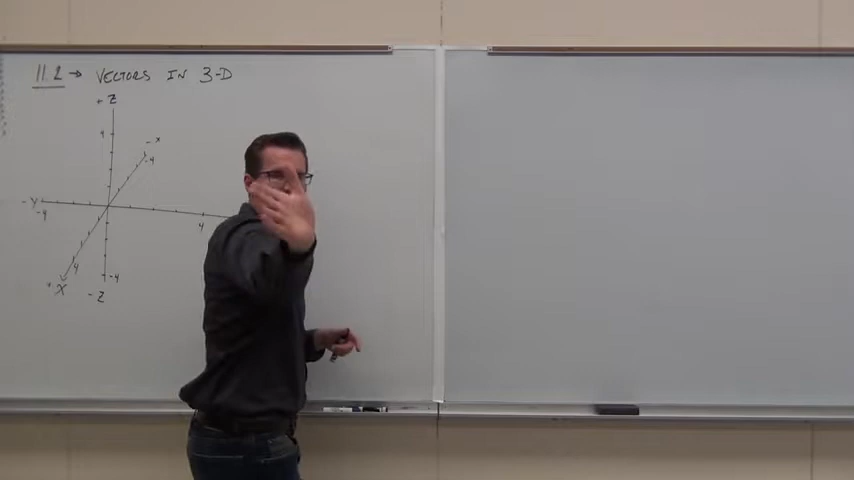 11.2 → VECTORS IN 3-D
+ Z
4
- x
-4
- Y
-4
4
4
+ X
-4
- Z